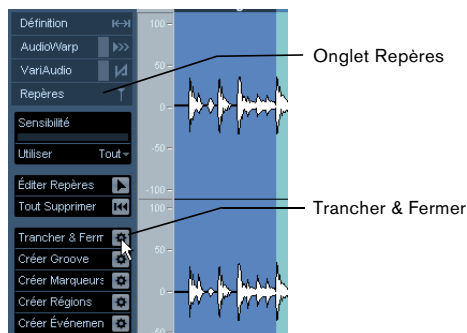 Définition
100
AudioWarp
VariAudio
50
Onglet Repères
Repères
0
Sensibilité
50
Utiliser Tout
Éditer Repères
-100
Tout Supprimer
100
Trancher & Fermer
Trancher & Ferm
50
Créer Groove
Créer Marqueurs
0
Créer Régions
Créer Événemen
-50